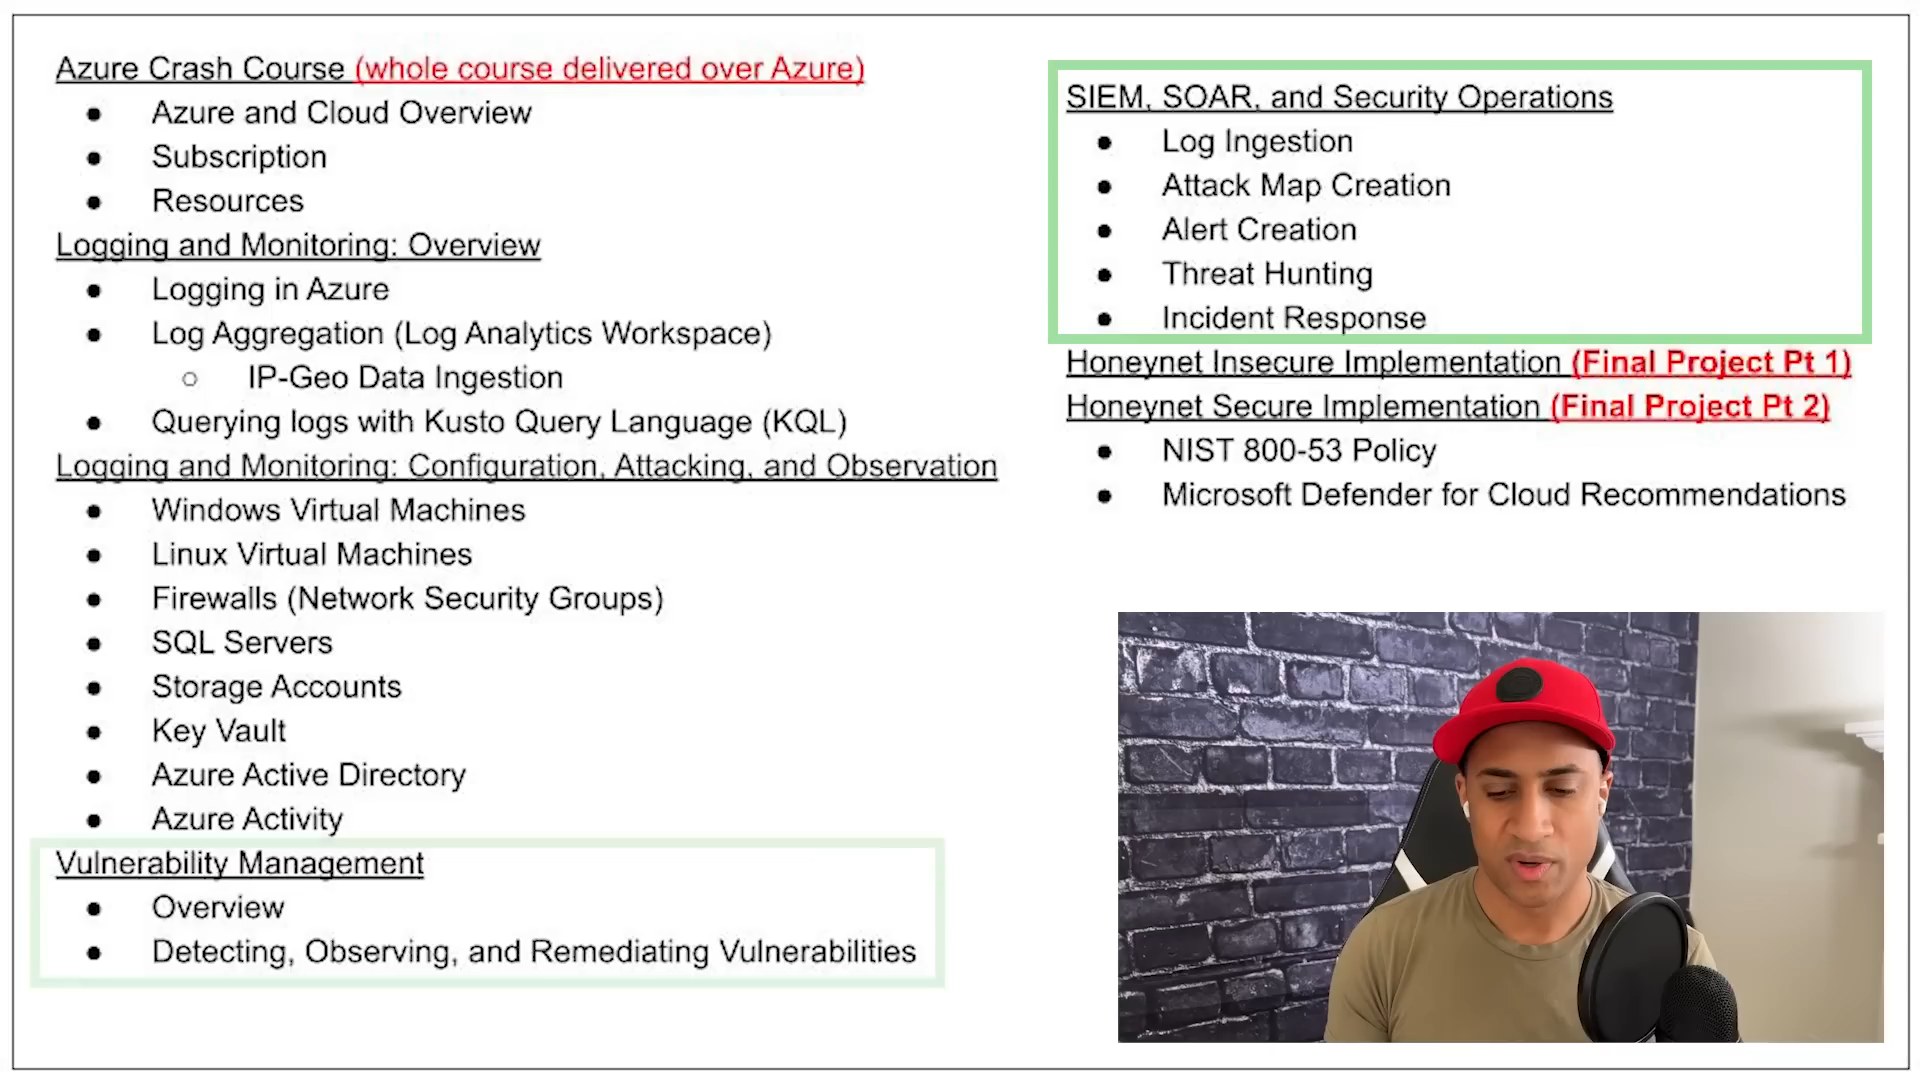 Azure Crash Course (whole course delivered over Azure)
● Azure and Cloud Overview
● Subscription
● Resources
Logging and Monitoring: Overview
● Logging in Azure
● Log Aggregation (Log Analytics Workspace)
○ IP-Geo Data Ingestion
● Querying logs with Kusto Query Language (KQL)
Logging and Monitoring: Configuration, Attacking, and Observation
● Windows Virtual Machines
● Linux Virtual Machines
● Firewalls (Network Security Groups)
● SQL Servers
● Storage Accounts
● Key Vault
● Azure Active Directory
● Azure Activity
Vulnerability Management
● Overview
● Detecting, Observing, and Remediating Vulnerabilities
SIEM, SOAR, and Security Operations
● Log Ingestion
● Attack Map Creation
● Alert Creation
● Threat Hunting
● Incident Response
Honeynet Insecure Implementation (Final Project Pt 1)
Honeynet Secure Implementation (Final Project Pt 2)
● NIST 800-53 Policy
● Microsoft Defender for Cloud Recommendations